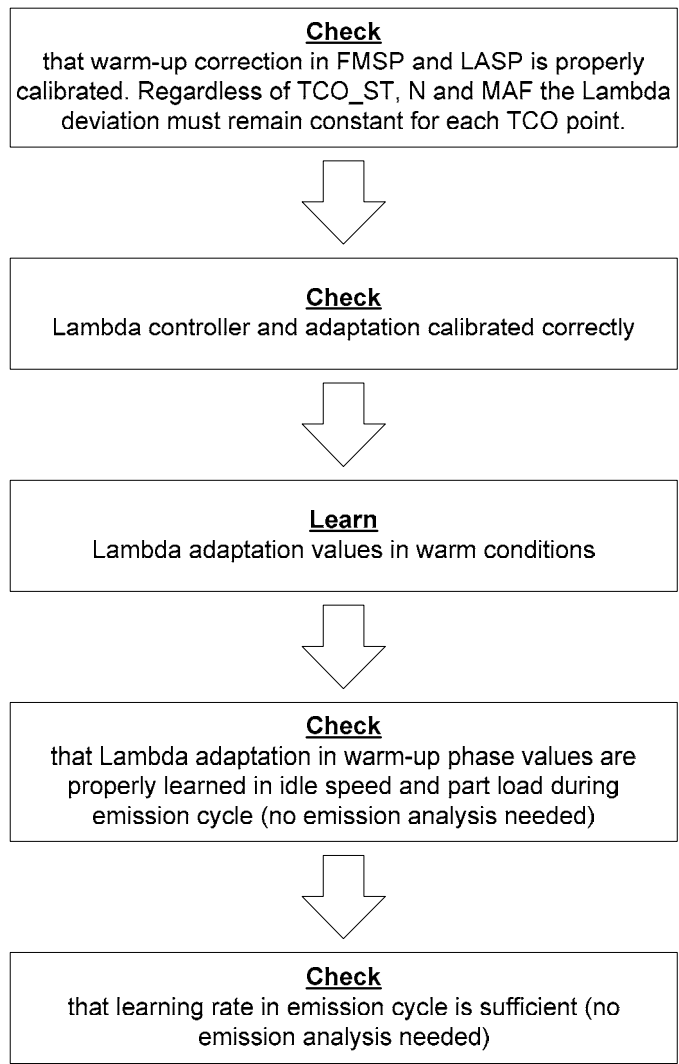 Check
that warm-up correction in FMSP and LASP is properly
calibrated. Regardless of TCO_ST, N and MAF the Lambda
deviation must remain constant for each TCO point.
Check
Lambda controller and adaptation calibrated correctly
Learn
Lambda adaptation values in warm conditions
Check
that Lambda adaptation in warm-up phase values are
properly learned in idle speed and part load during
emission cycle (no emission analysis needed)
Check
that learning rate in emission cycle is sufficient (no
emission analysis needed)